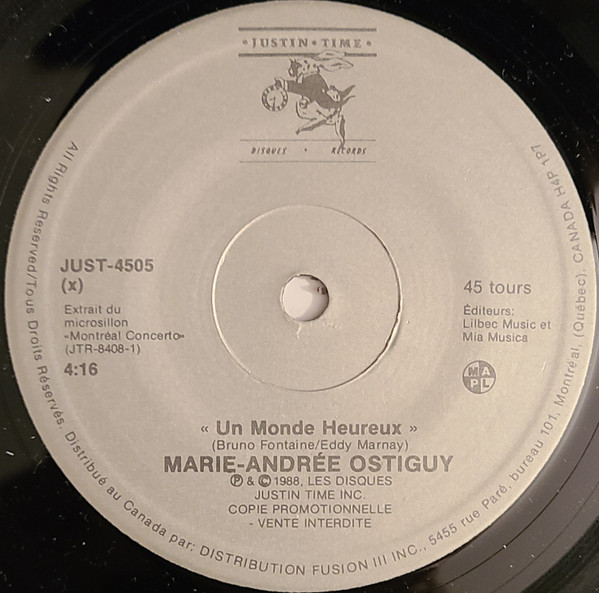 • JUSTIN • TIME •
DISQUES • RECORDS
JUST-4505
(x)
Extrait du
microsillon
«Montréal Concerto»
(JTR-8408-1)
4:16
45 tours
Éditeurs:
Lilbec Music et
Mia Musica
MAPL
« Un Monde Heureux »
(Bruno Fontaine/Eddy Marnay)
MARIE-ANDRÉE OSTIGUY
℗ & © 1988, LES DISQUES
JUSTIN TIME INC.
COPIE PROMOTIONNELLE
- VENTE INTERDITE
All Rights Reserved/Tous Droits Réservés. Distribué au Canada par: DISTRIBUTION FUSION III INC., 5455 rue Paré, bureau 101, Montréal, (Québec), CANADA H4P 1P7